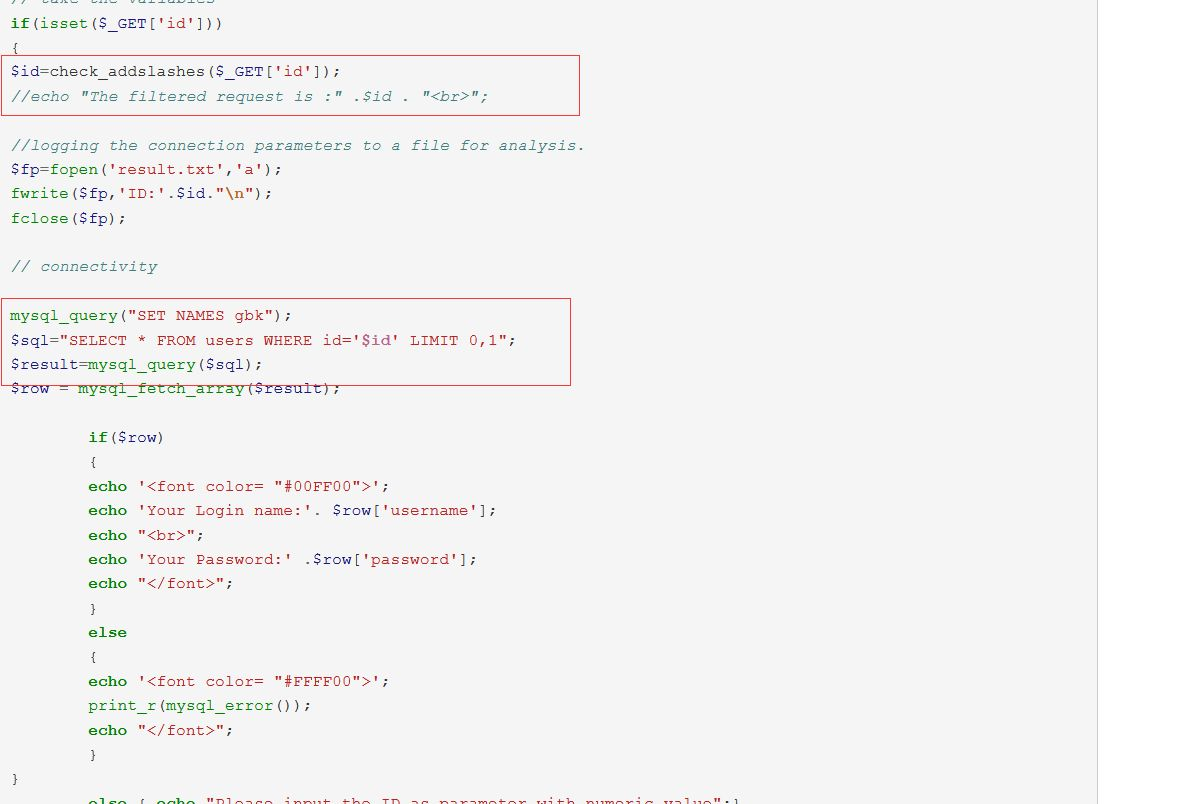 // take the variables
if(isset($_GET['id']))
{
$id=check_addslashes($_GET['id']);
//echo "The filtered request is :" .$id . "<br>";
//logging the connection parameters to a file for analysis.
$fp=fopen('result.txt','a');
fwrite($fp,'ID:'.$id."\n");
fclose($fp);
// connectivity
mysql_query("SET NAMES gbk");
$sql="SELECT * FROM users WHERE id='$id' LIMIT 0,1";
$result=mysql_query($sql);
$row = mysql_fetch_array($result);
if($row)
{
echo '<font color= "#00FF00">';
echo 'Your Login name:'. $row['username'];
echo "<br>";
echo 'Your Password:' .$row['password'];
echo "</font>";
}
else
{
echo '<font color= "#FFFF00">';
print_r(mysql_error());
echo "</font>";
}
}
else { echo "Please input the ID as parameter with numeric value";}